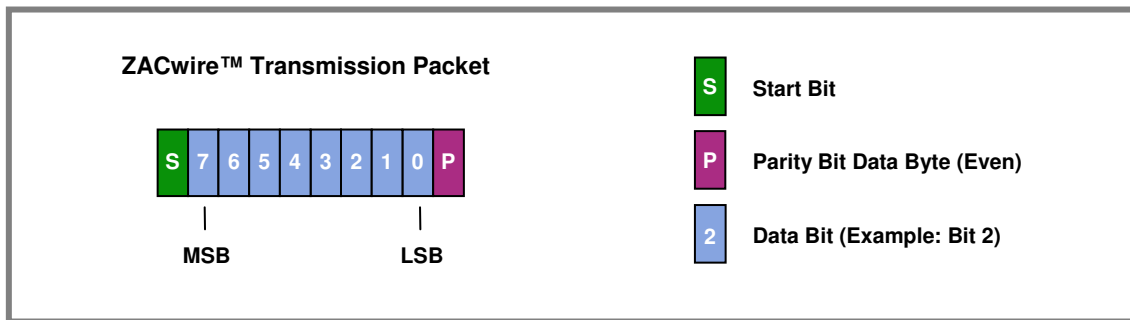 ZACwire™ Transmission Packet
S 7 6 5 4 3 2 1 0 P
MSB LSB
S Start Bit
P Parity Bit Data Byte (Even)
2 Data Bit (Example: Bit 2)